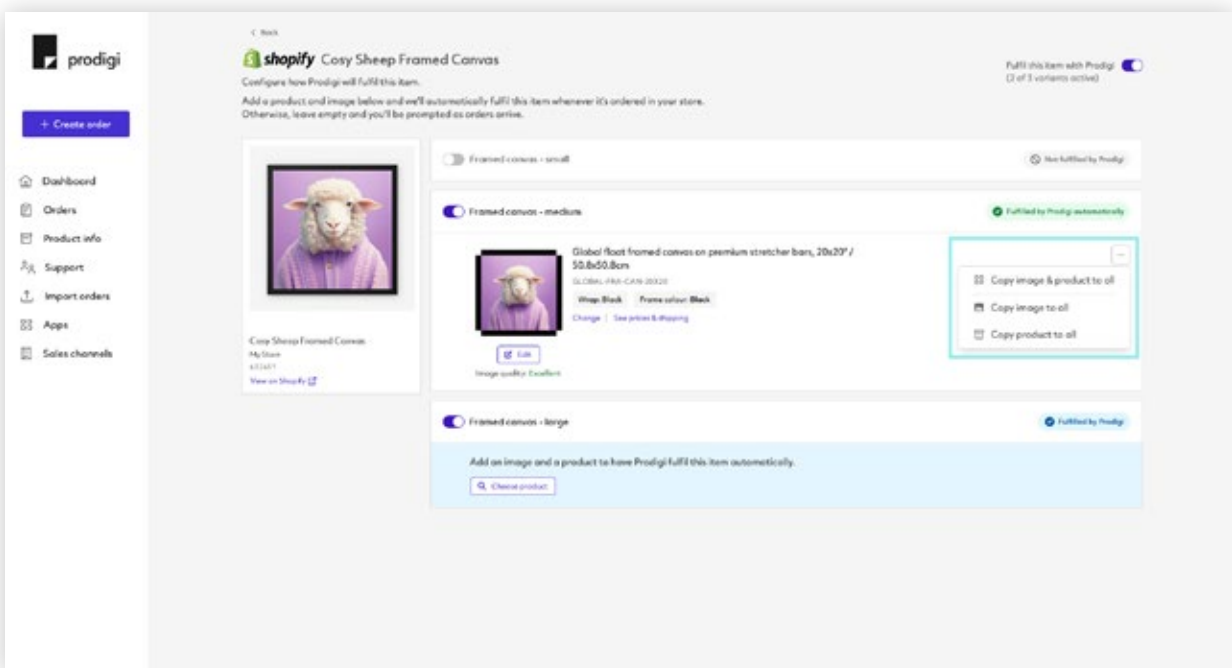 prodigi
+ Create order
Dashboard
Orders
Product info
Support
Import orders
Apps
Sales channels
< Back
shopify Cosy Sheep Framed Canvas
Configure how Prodigi will fulfil this item.
Add a product and image below and we'll automatically fulfil this item whenever it's ordered in your store.
Otherwise, leave empty and you'll be prompted as orders arrive.
Fulfil this item with Prodigi
(2 of 3 variants active)
Cosy Sheep Framed Canvas
My Store
View on Shopify
Framed canvas - small
Not fulfilled by Prodigi
Framed canvas - medium
Fulfilled by Prodigi automatically
Global float framed canvas on premium stretcher bars, 20x20" /
50.8x50.8cm
GLOBAL-FRA-CAN-20X20
Wrap: Black Frame colour: Black
Change | See prices & shipping
Edit
Image quality: Excellent
Copy image & product to all
Copy image to all
Copy product to all
Framed canvas - large
Fulfilled by Prodigi
Add an image and a product to have Prodigi fulfil this item automatically.
Choose product